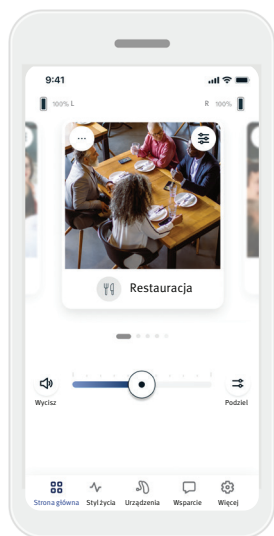 9:41
100% L R 100%
Restauracja
Wycisz Podziel
Strona główna Styl życia Urządzenia Wsparcie Więcej